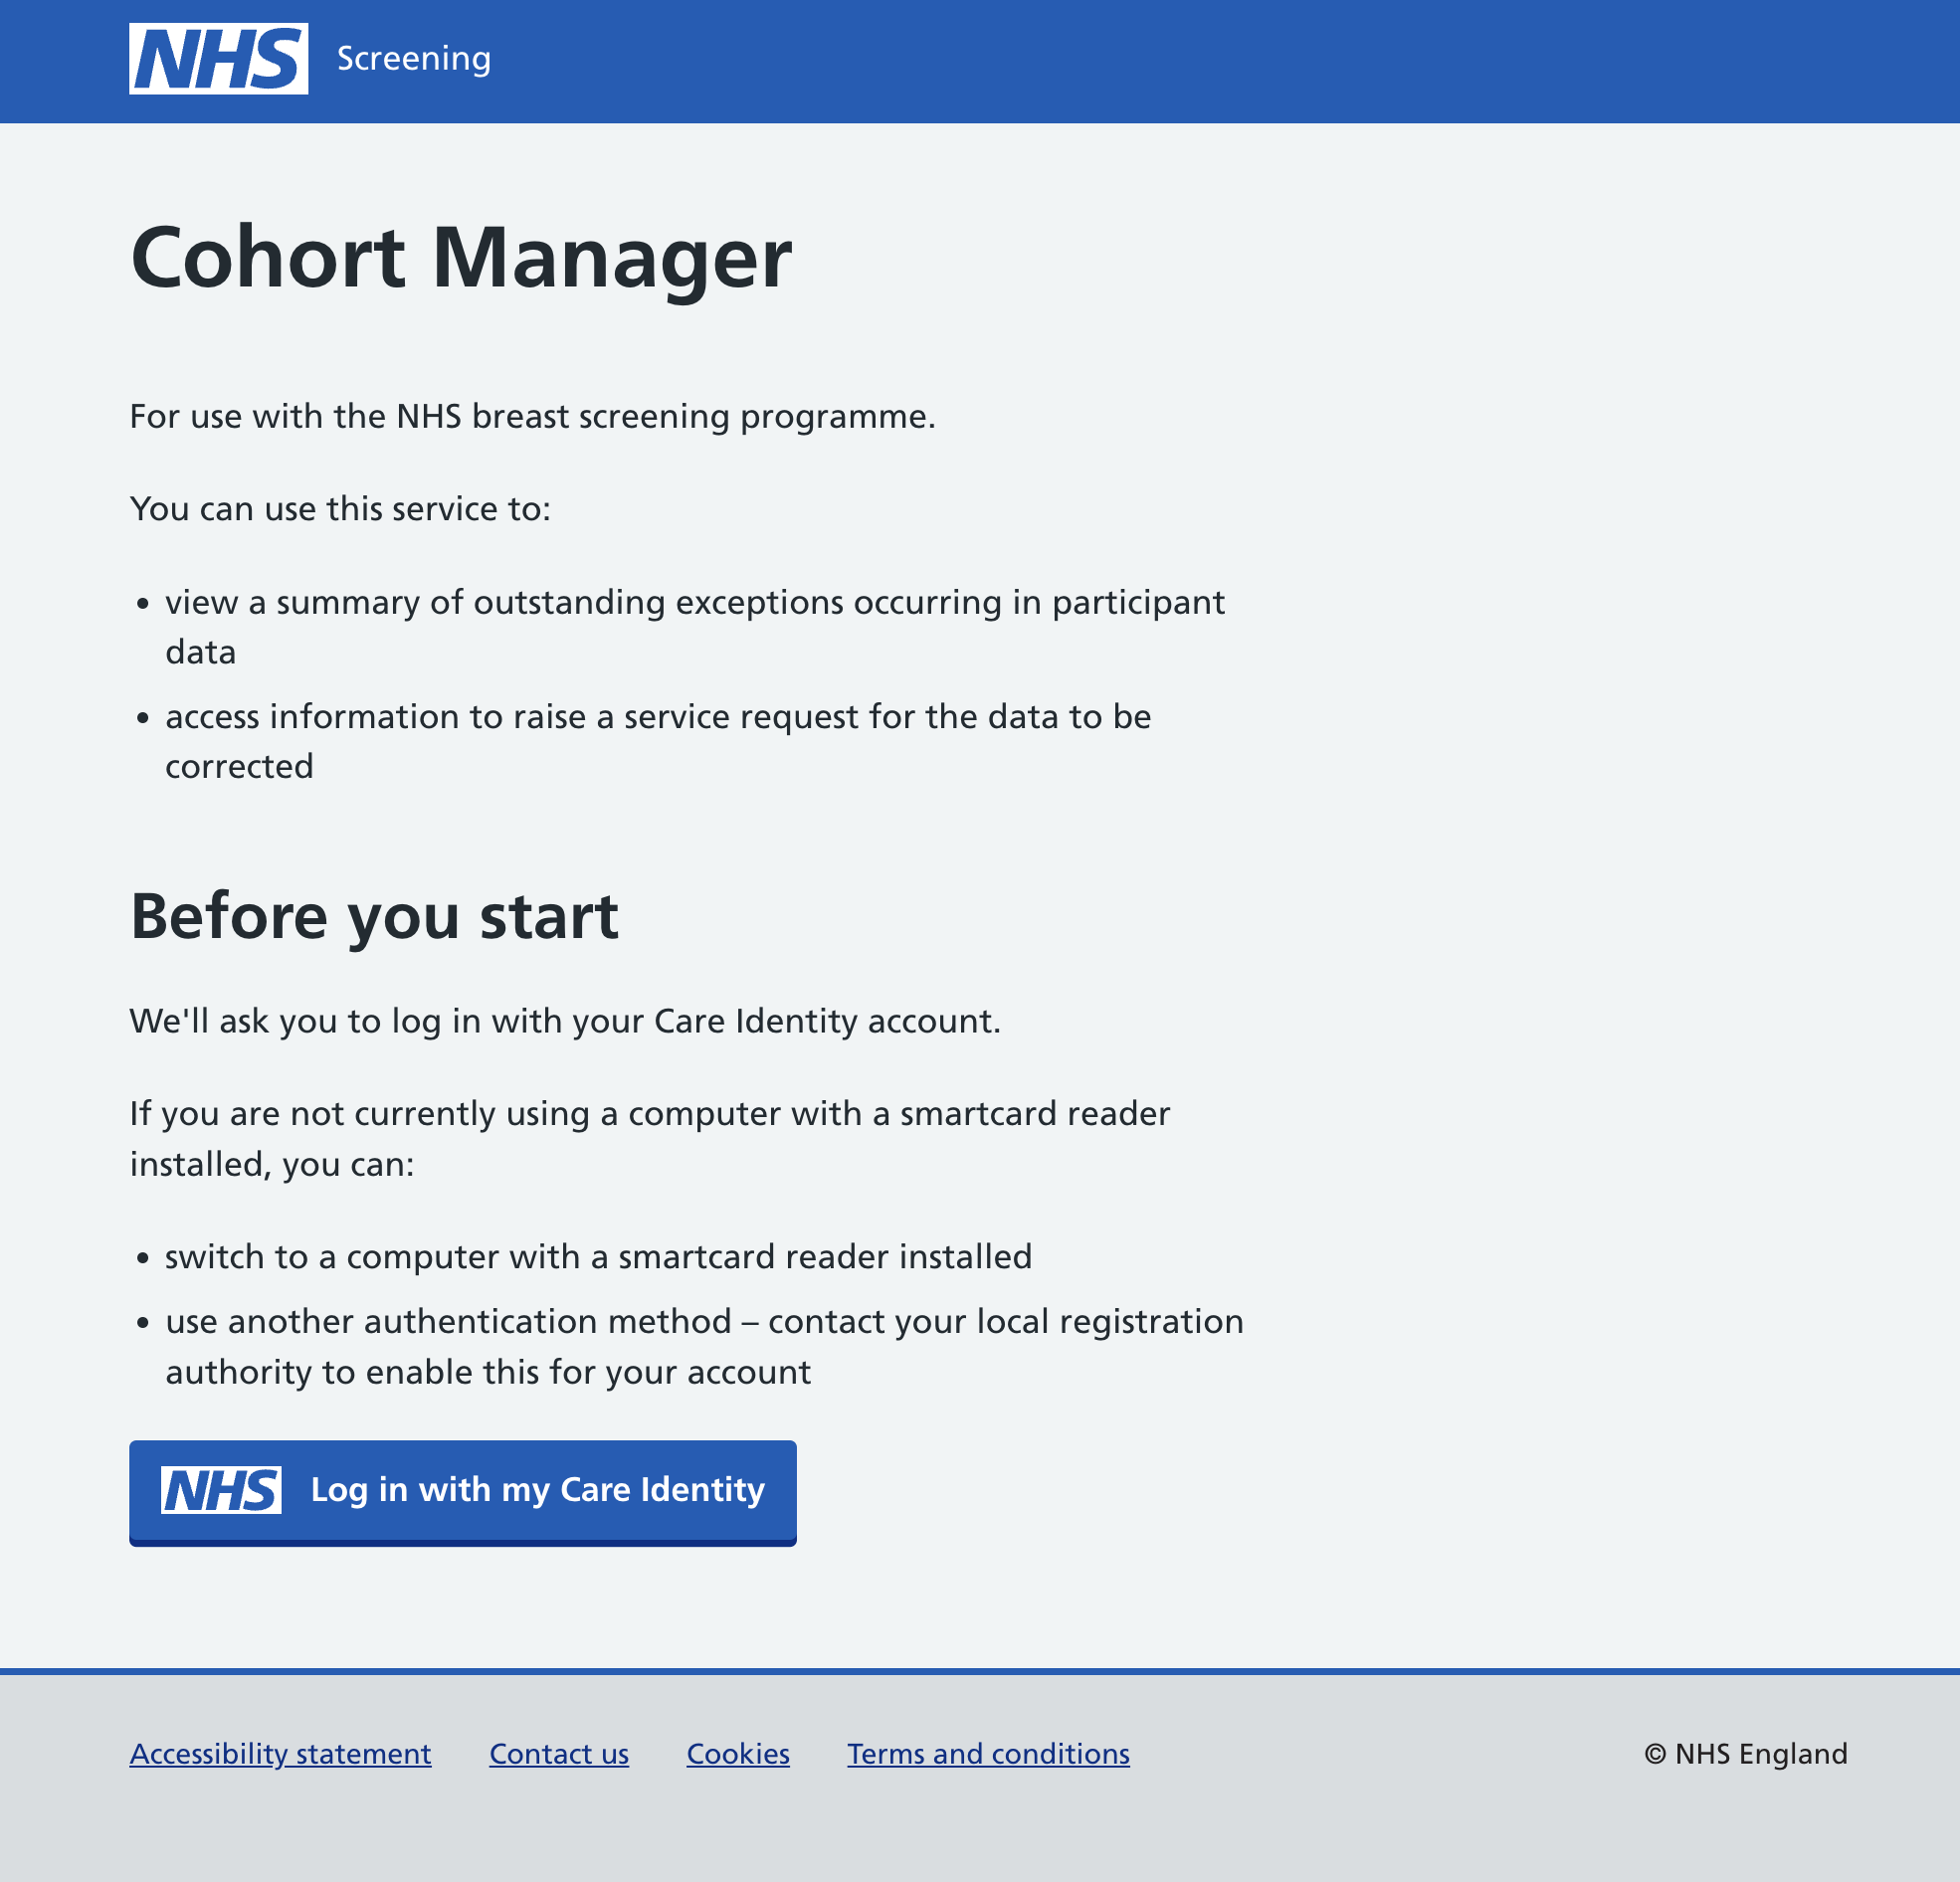 NHS Screening
Cohort Manager
For use with the NHS breast screening programme.
You can use this service to:
• view a summary of outstanding exceptions occurring in participant
data
• access information to raise a service request for the data to be
corrected
Before you start
We'll ask you to log in with your Care Identity account.
If you are not currently using a computer with a smartcard reader
installed, you can:
• switch to a computer with a smartcard reader installed
• use another authentication method – contact your local registration
authority to enable this for your account
NHS Log in with my Care Identity
Accessibility statement Contact us Cookies Terms and conditions © NHS England